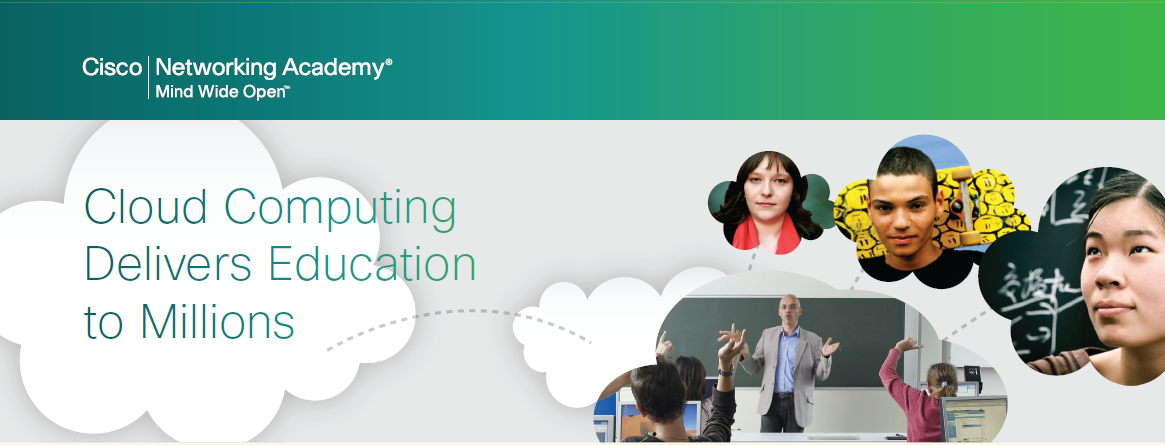 Cisco | Networking Academy®
Mind Wide Open™
Cloud Computing
Delivers Education
to Millions